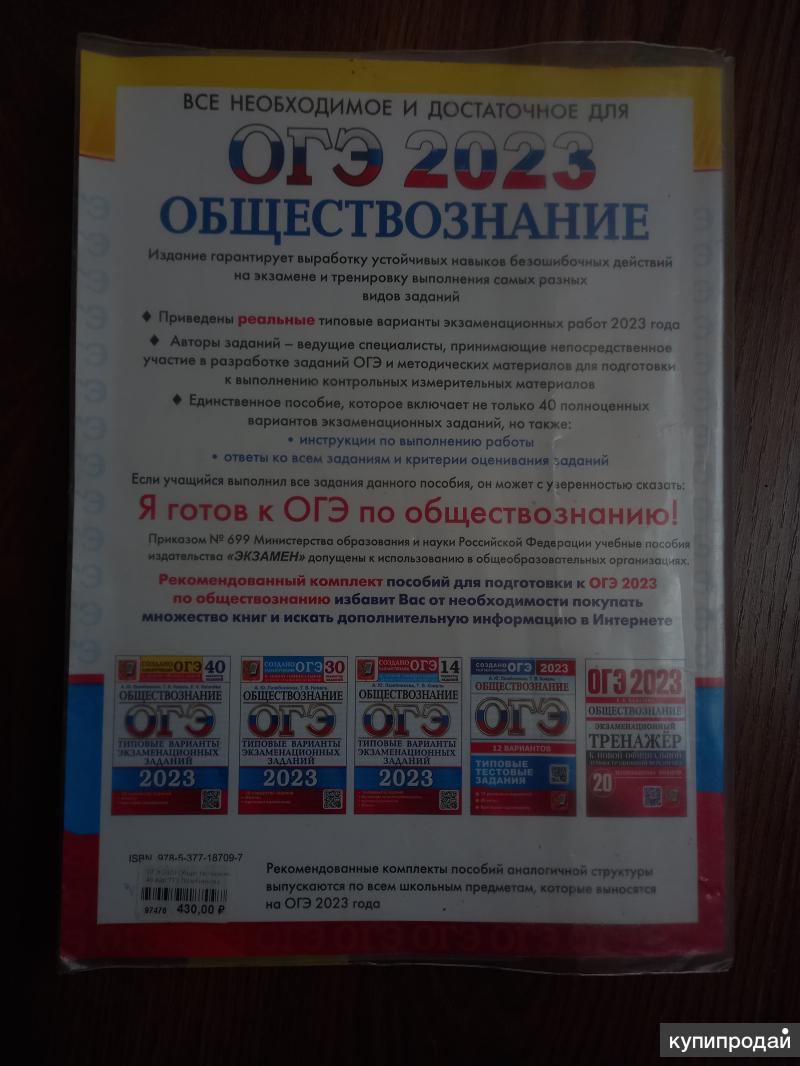 ВСЕ НЕОБХОДИМОЕ И ДОСТАТОЧНОЕ ДЛЯ
ОГЭ 2023
ОБЩЕСТВОЗНАНИЕ
Издание гарантирует выработку устойчивых навыков безошибочных действий
на экзамене и тренировку выполнения самых разных
видов заданий
♦ Приведены реальные типовые варианты экзаменационных работ 2023 года
♦ Авторы заданий – ведущие специалисты, принимающие непосредственное
участие в разработке заданий ОГЭ и методических материалов для подготовки
к выполнению контрольных измерительных материалов
♦ Единственное пособие, которое включает не только 40 полноценных
вариантов экзаменационных заданий, но также:
• инструкции по выполнению работы
• ответы ко всем заданиям и критерии оценивания заданий
Если учащийся выполнил все задания данного пособия, он может с уверенностью сказать:
Я готов к ОГЭ по обществознанию!
Приказом № 699 Министерства образования и науки Российской Федерации учебные пособия
издательства «ЭКЗАМЕН» допущены к использованию в общеобразовательных организациях.
Рекомендованный комплект пособий для подготовки к ОГЭ 2023
по обществознанию избавит Вас от необходимости покупать
множество книг и искать дополнительную информацию в Интернете
СОЗДАНО ОГЭ 40
ОБЩЕСТВОЗНАНИЕ
ОГЭ
ТИПОВЫЕ ВАРИАНТЫ
ЭКЗАМЕНАЦИОННЫХ
ЗАДАНИЙ
2023
СОЗДАНО ОГЭ 30
ОБЩЕСТВОЗНАНИЕ
ОГЭ
ТИПОВЫЕ ВАРИАНТЫ
ЭКЗАМЕНАЦИОННЫХ
ЗАДАНИЙ
2023
СОЗДАНО ОГЭ 14
ОБЩЕСТВОЗНАНИЕ
ОГЭ
ТИПОВЫЕ ВАРИАНТЫ
ЭКЗАМЕНАЦИОННЫХ
ЗАДАНИЙ
2023
СОЗДАНО ОГЭ 2023
ОБЩЕСТВОЗНАНИЕ
ОГЭ
12 ВАРИАНТОВ
ТИПОВЫЕ
ТЕСТОВЫЕ
ЗАДАНИЯ
ОГЭ 2023
ОБЩЕСТВОЗНАНИЕ
ЭКЗАМЕНАЦИОННЫЙ
ТРЕНАЖЁР
20
ISBN 978-5-377-18709-7
97476 430,00 ₽
Рекомендованные комплекты пособий аналогичной структуры
выпускаются по всем школьным предметам, которые выносятся
на ОГЭ 2023 года
ОГЭ ОГЭ ОГЭ ОГЭ ОГЭ
купипродай